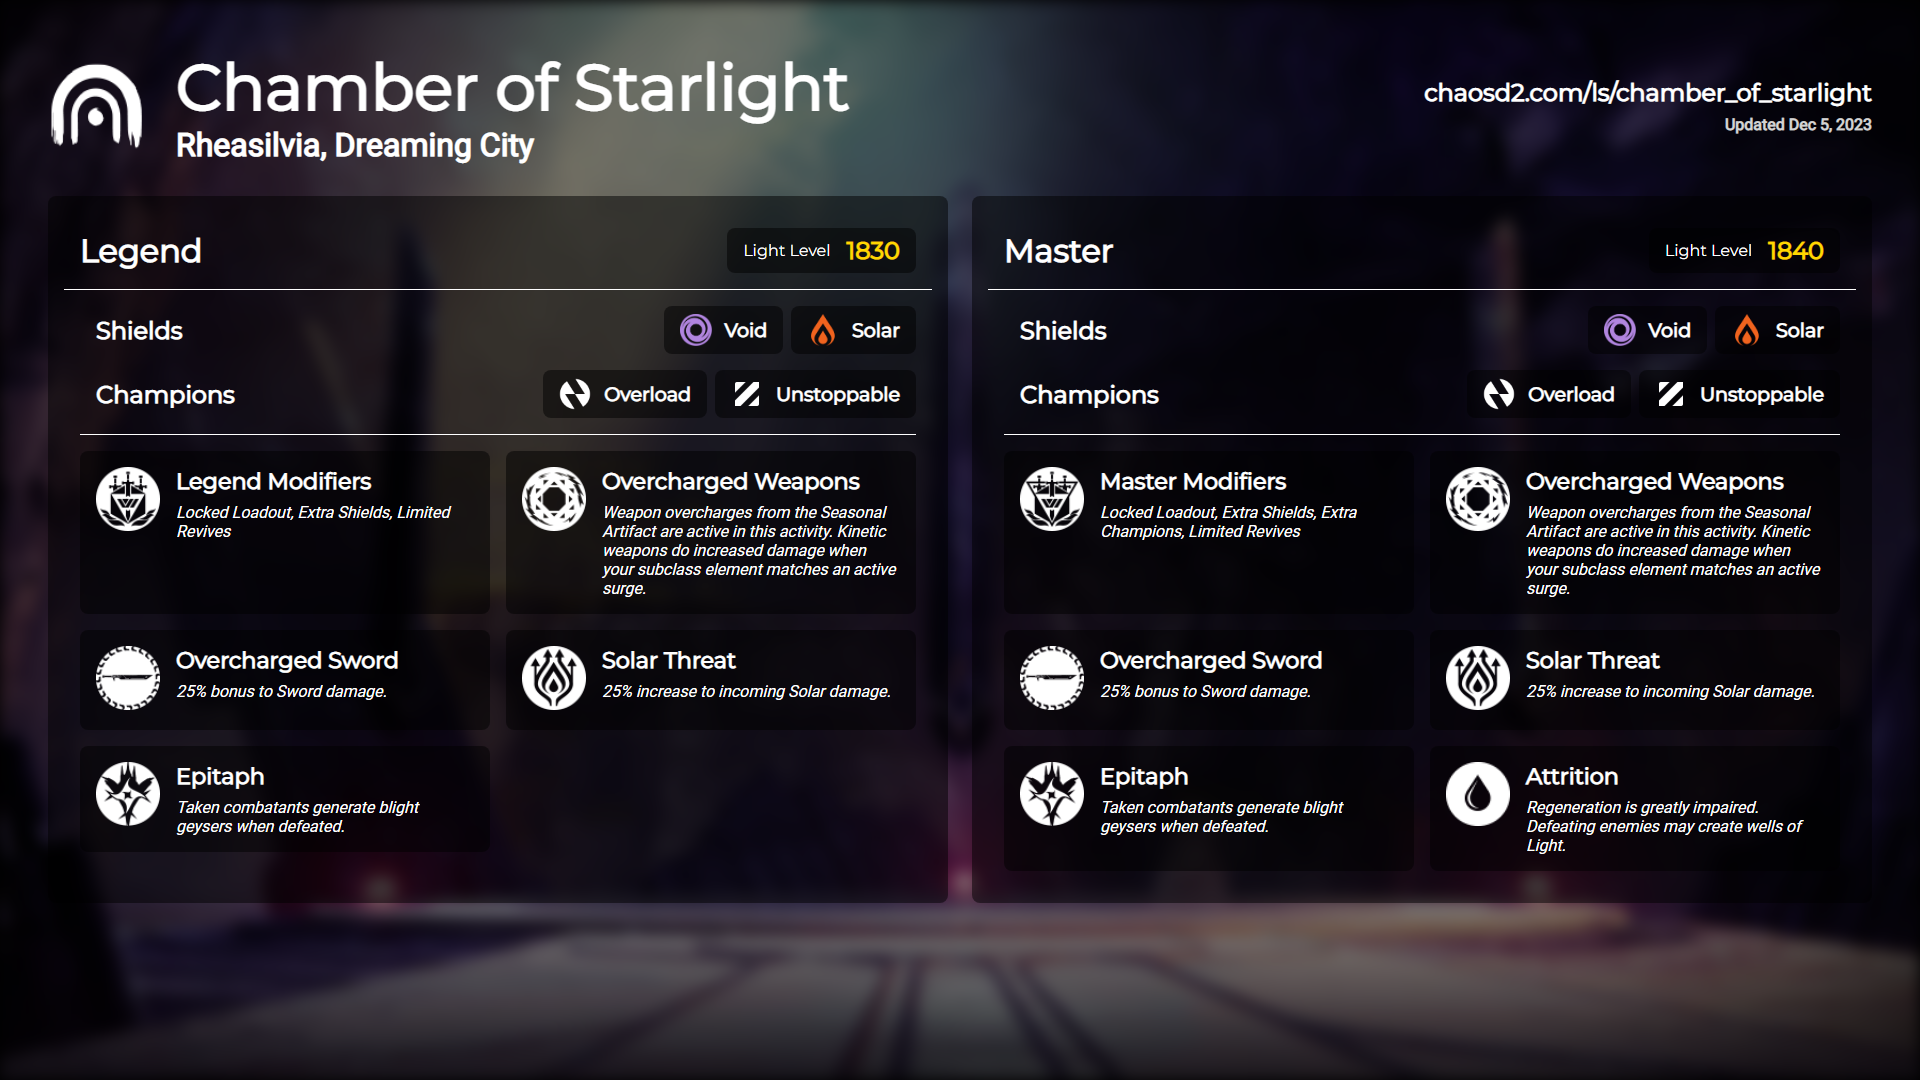 Chamber of Starlight
Rheasilvia, Dreaming City
chaosd2.com/ls/chamber_of_starlight
Updated Dec 5, 2023
Legend
Light Level 1830
Shields
Void
Solar
Champions
Overload
Unstoppable
Legend Modifiers
Locked Loadout, Extra Shields, Limited
Revives
Overcharged Weapons
Weapon overcharges from the Seasonal
Artifact are active in this activity. Kinetic
weapons do increased damage when
your subclass element matches an active
surge.
Overcharged Sword
25% bonus to Sword damage.
Solar Threat
25% increase to incoming Solar damage.
Epitaph
Taken combatants generate blight
geysers when defeated.
Master
Light Level 1840
Shields
Void
Solar
Champions
Overload
Unstoppable
Master Modifiers
Locked Loadout, Extra Shields, Extra
Champions, Limited Revives
Overcharged Weapons
Weapon overcharges from the Seasonal
Artifact are active in this activity. Kinetic
weapons do increased damage when
your subclass element matches an active
surge.
Overcharged Sword
25% bonus to Sword damage.
Solar Threat
25% increase to incoming Solar damage.
Epitaph
Taken combatants generate blight
geysers when defeated.
Attrition
Regeneration is greatly impaired.
Defeating enemies may create wells of
Light.